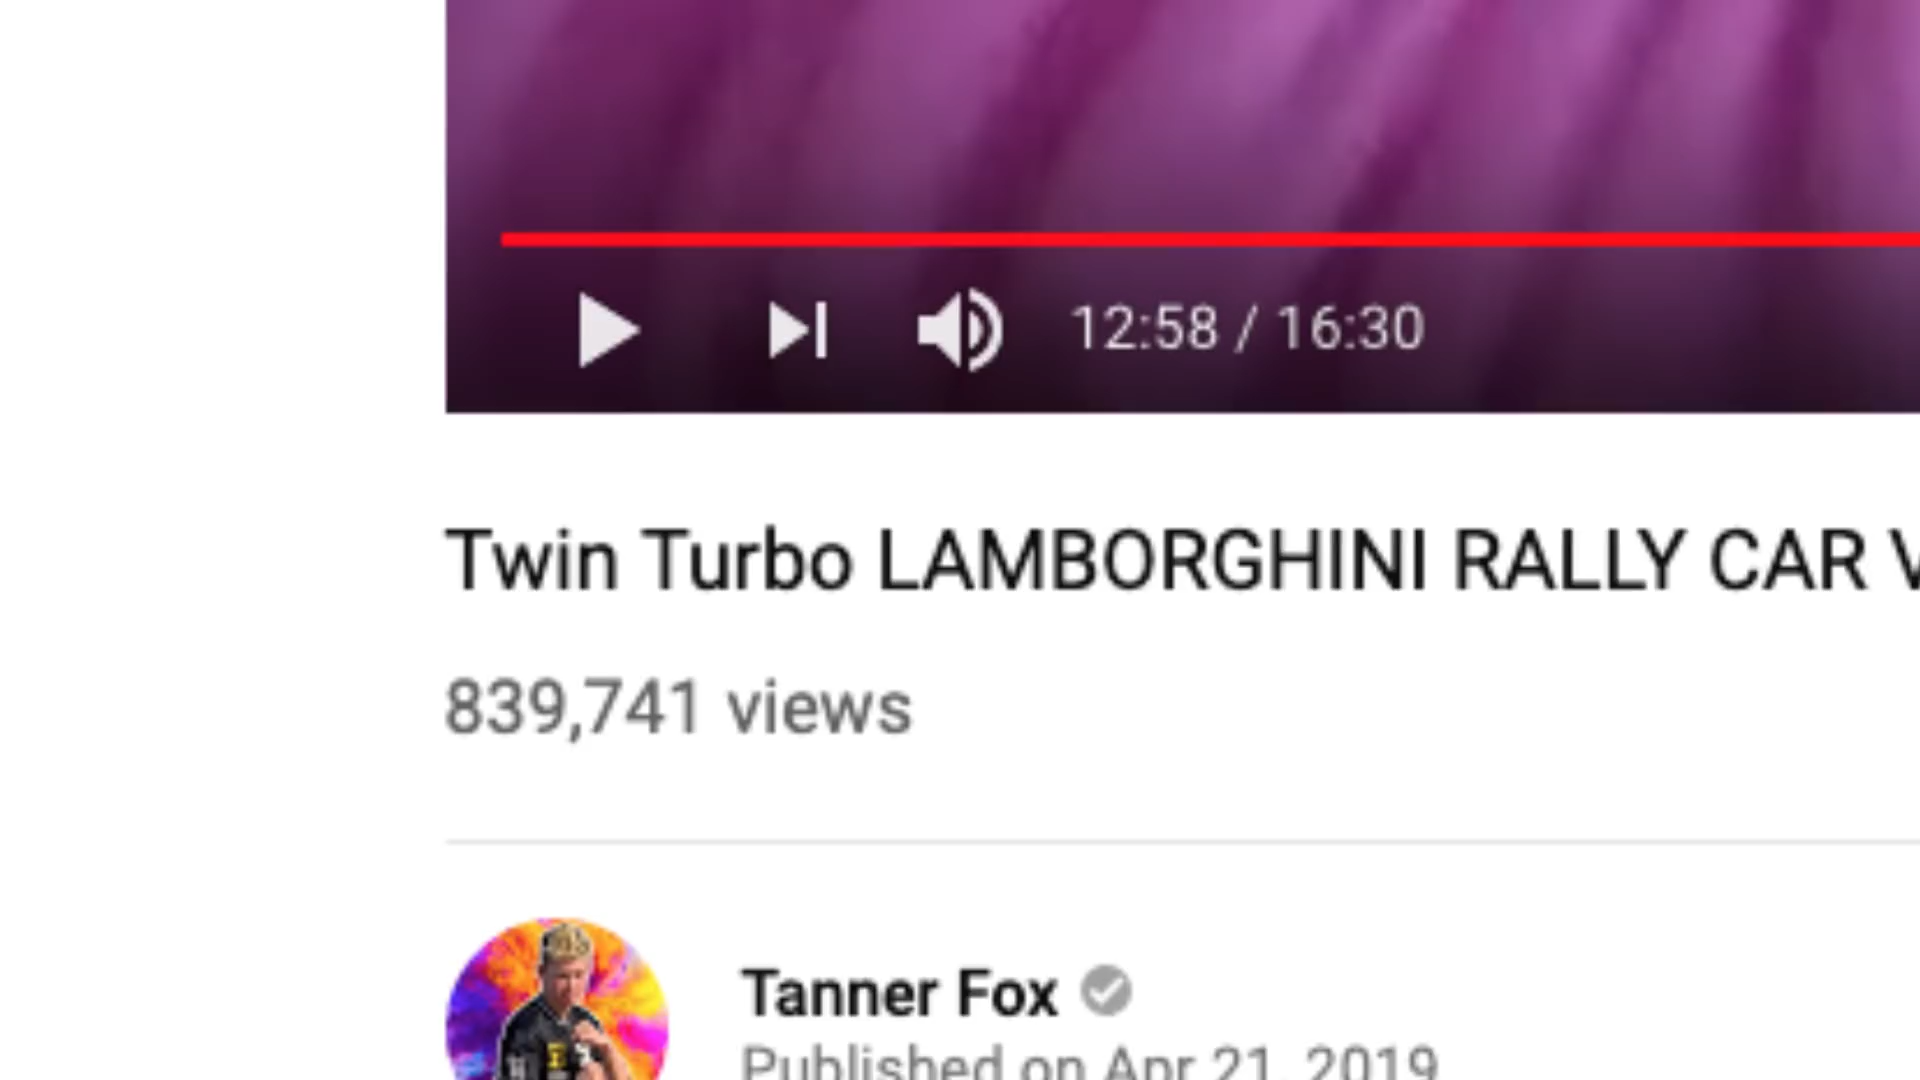 12:58 / 16:30
Twin Turbo LAMBORGHINI RALLY CAR V
839,741 views
Tanner Fox
Published on Apr 21, 2019